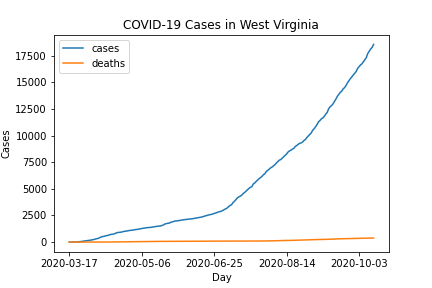 COVID-19 Cases in West Virginia
cases
deaths
17500
15000
12500
10000
7500
5000
2500
0
Cases
2020-03-17 2020-05-06 2020-06-25 2020-08-14 2020-10-03
Day